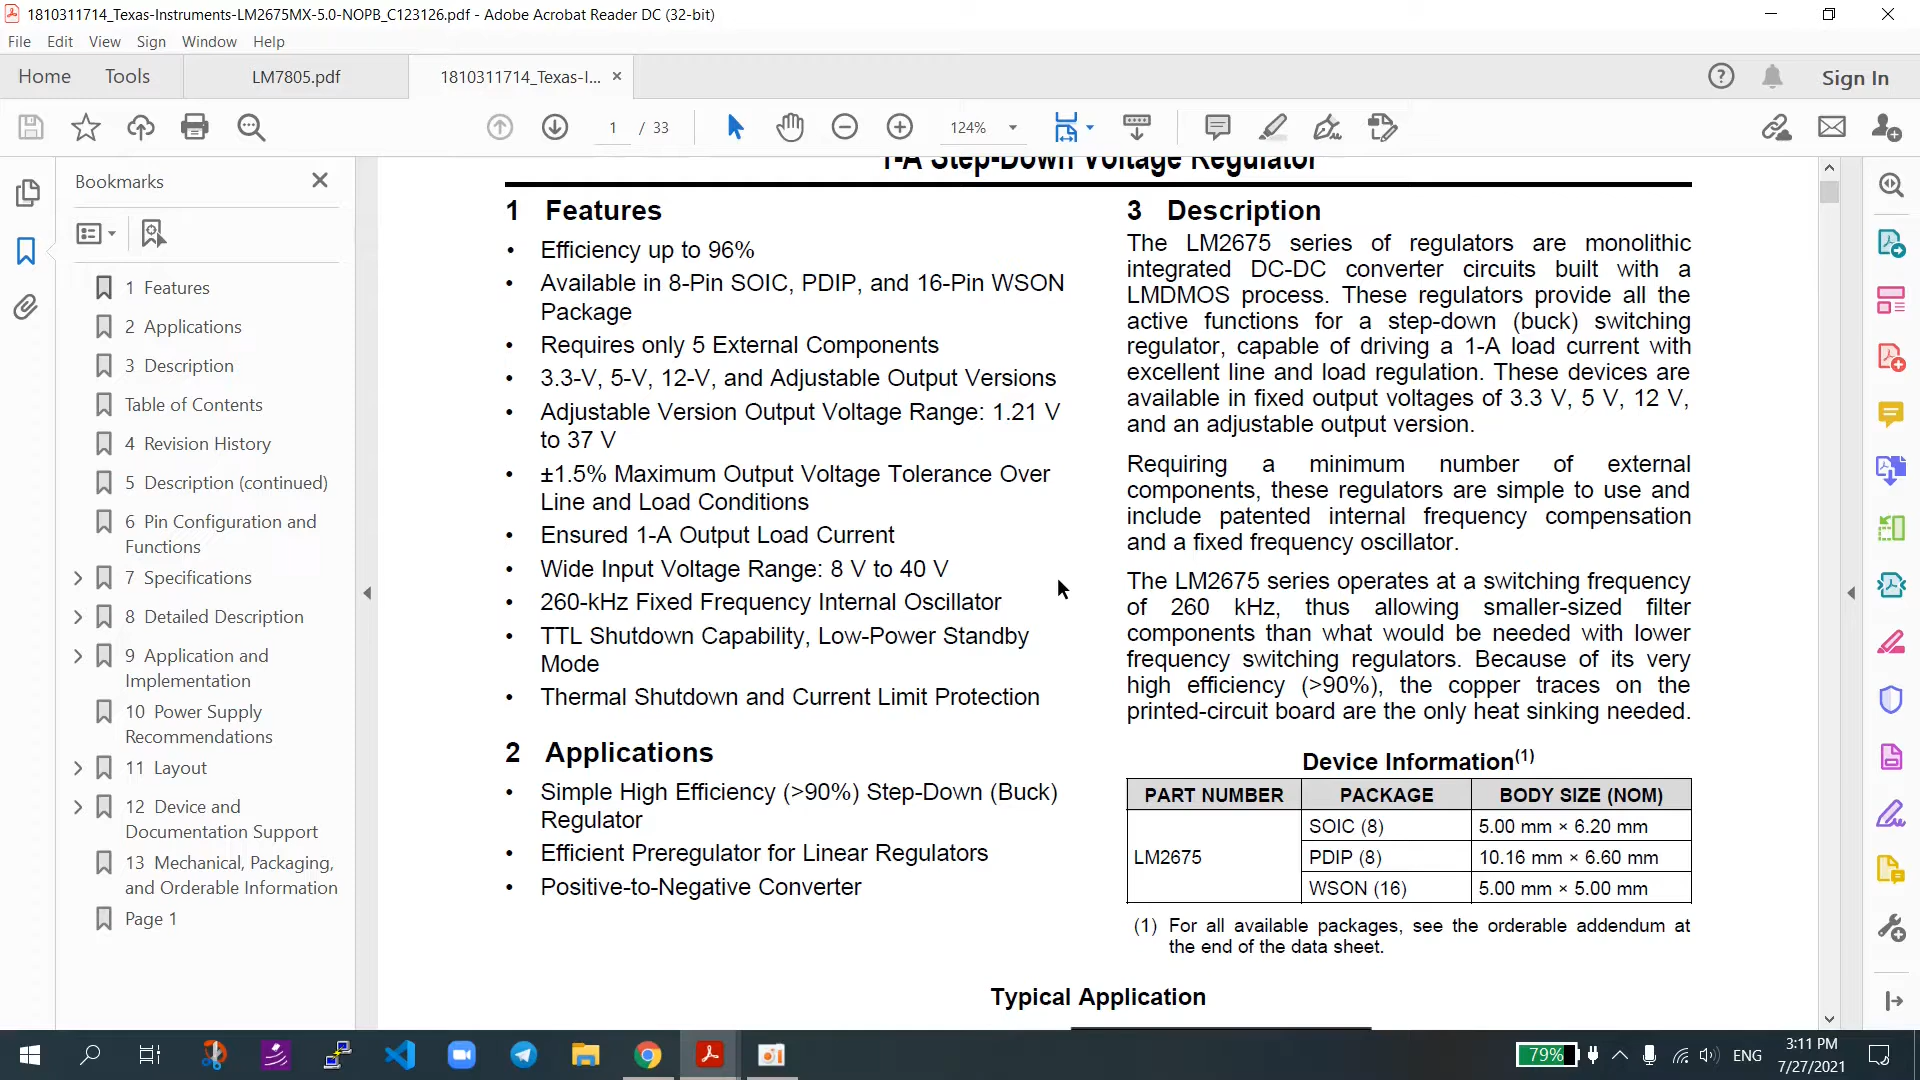 1810311714_Texas-Instruments-LM2675MX-5.0-NOPB_C123126.pdf - Adobe Acrobat Reader DC (32-bit)
File Edit View Sign Window Help
Home Tools LM7805.pdf 1810311714_Texas-I... × Sign In
1 / 33 124%
Bookmarks
1 Features
2 Applications
3 Description
Table of Contents
4 Revision History
5 Description (continued)
6 Pin Configuration and
Functions
7 Specifications
8 Detailed Description
9 Application and
Implementation
10 Power Supply
Recommendations
11 Layout
12 Device and
Documentation Support
13 Mechanical, Packaging,
and Orderable Information
Page 1
1-A Step-Down Voltage Regulator
1 Features
• Efficiency up to 96%
• Available in 8-Pin SOIC, PDIP, and 16-Pin WSON
Package
• Requires only 5 External Components
• 3.3-V, 5-V, 12-V, and Adjustable Output Versions
• Adjustable Version Output Voltage Range: 1.21 V
to 37 V
• ±1.5% Maximum Output Voltage Tolerance Over
Line and Load Conditions
• Ensured 1-A Output Load Current
• Wide Input Voltage Range: 8 V to 40 V
• 260-kHz Fixed Frequency Internal Oscillator
• TTL Shutdown Capability, Low-Power Standby
Mode
• Thermal Shutdown and Current Limit Protection
2 Applications
• Simple High Efficiency (>90%) Step-Down (Buck)
Regulator
• Efficient Preregulator for Linear Regulators
• Positive-to-Negative Converter
3 Description
The LM2675 series of regulators are monolithic
integrated DC-DC converter circuits built with a
LMDMOS process. These regulators provide all the
active functions for a step-down (buck) switching
regulator, capable of driving a 1-A load current with
excellent line and load regulation. These devices are
available in fixed output voltages of 3.3 V, 5 V, 12 V,
and an adjustable output version.
Requiring a minimum number of external
components, these regulators are simple to use and
include patented internal frequency compensation
and a fixed frequency oscillator.
The LM2675 series operates at a switching frequency
of 260 kHz, thus allowing smaller-sized filter
components than what would be needed with lower
frequency switching regulators. Because of its very
high efficiency (>90%), the copper traces on the
printed-circuit board are the only heat sinking needed.
Device Information(1)
PART NUMBER PACKAGE BODY SIZE (NOM)
SOIC (8) 5.00 mm × 6.20 mm
LM2675 PDIP (8) 10.16 mm × 6.60 mm
WSON (16) 5.00 mm × 5.00 mm
(1) For all available packages, see the orderable addendum at
the end of the data sheet.
Typical Application
79% ENG 3:11 PM
7/27/2021